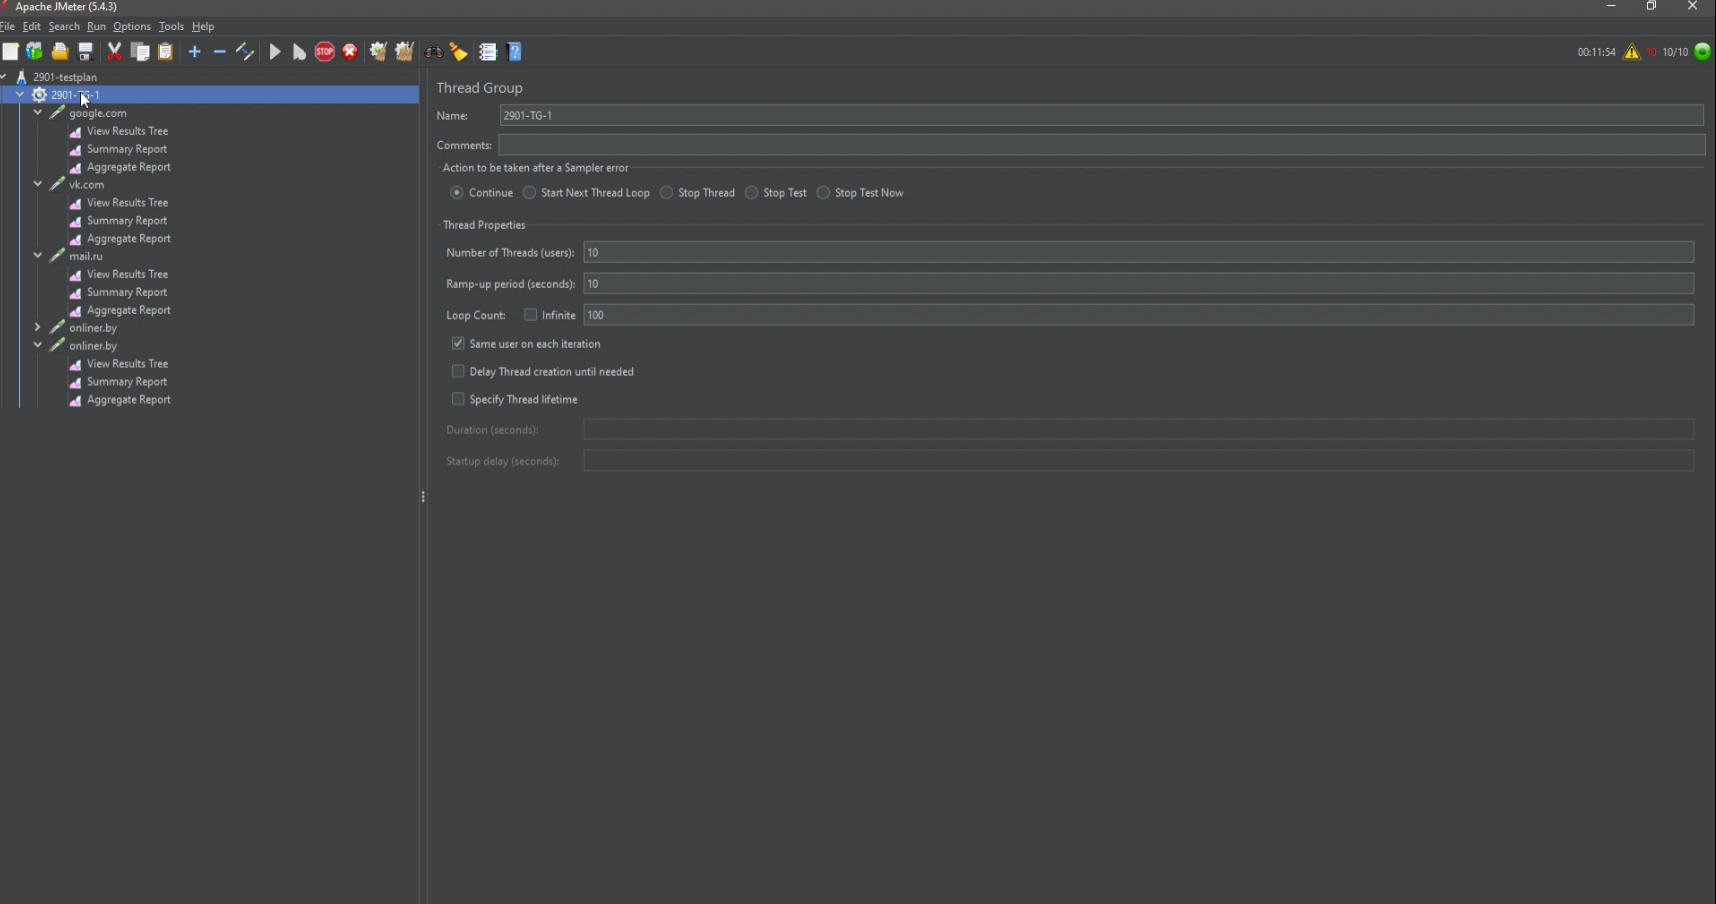 Apache JMeter (5.4.3)
File Edit Search Run Options Tools Help
STOP
00:11:54 10 10/10
2901-testplan
2901-TG-1
google.com
View Results Tree
Summary Report
Aggregate Report
vk.com
View Results Tree
Summary Report
Aggregate Report
mail.ru
View Results Tree
Summary Report
Aggregate Report
onliner.by
onliner.by
View Results Tree
Summary Report
Aggregate Report
Thread Group
Name: 2901-TG-1
Comments:
Action to be taken after a Sampler error
Continue Start Next Thread Loop Stop Thread Stop Test Stop Test Now
Thread Properties
Number of Threads (users): 10
Ramp-up period (seconds): 10
Loop Count: Infinite 100
Same user on each iteration
Delay Thread creation until needed
Specify Thread lifetime
Duration (seconds):
Startup delay (seconds):